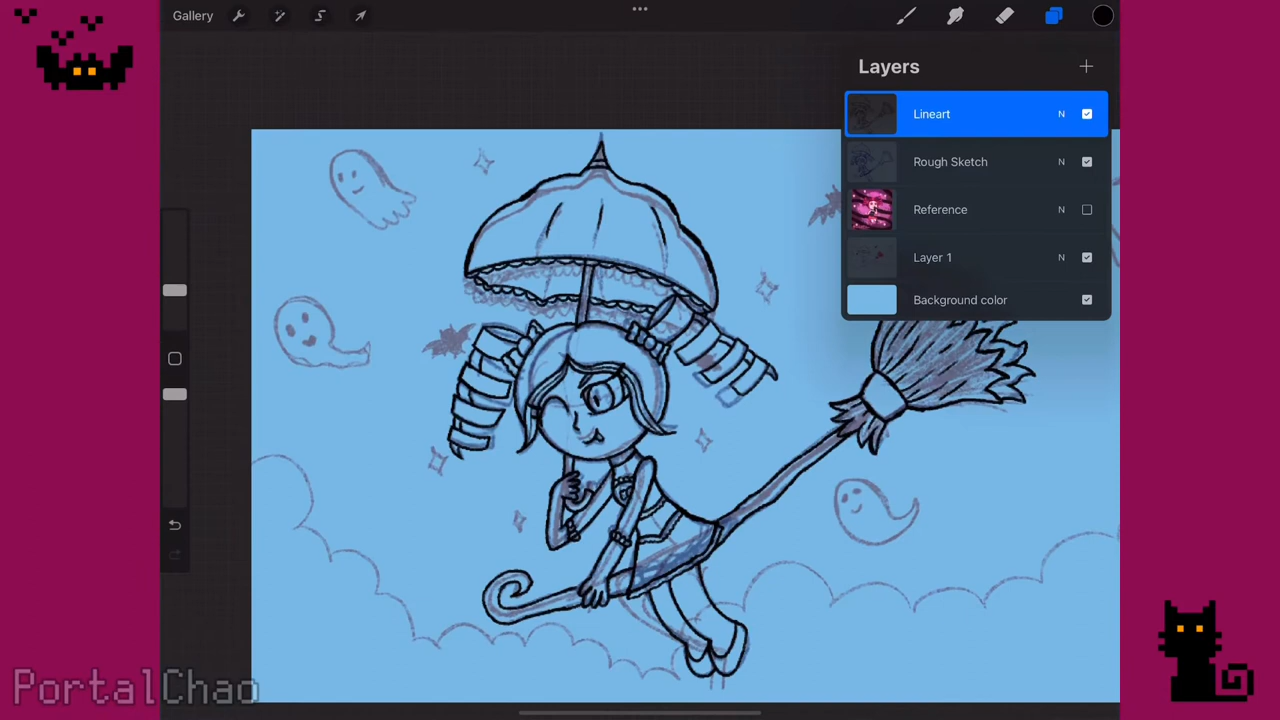 Gallery
Layers
Lineart N
Rough Sketch N
Reference N
Layer 1 N
Background color
PortalChao